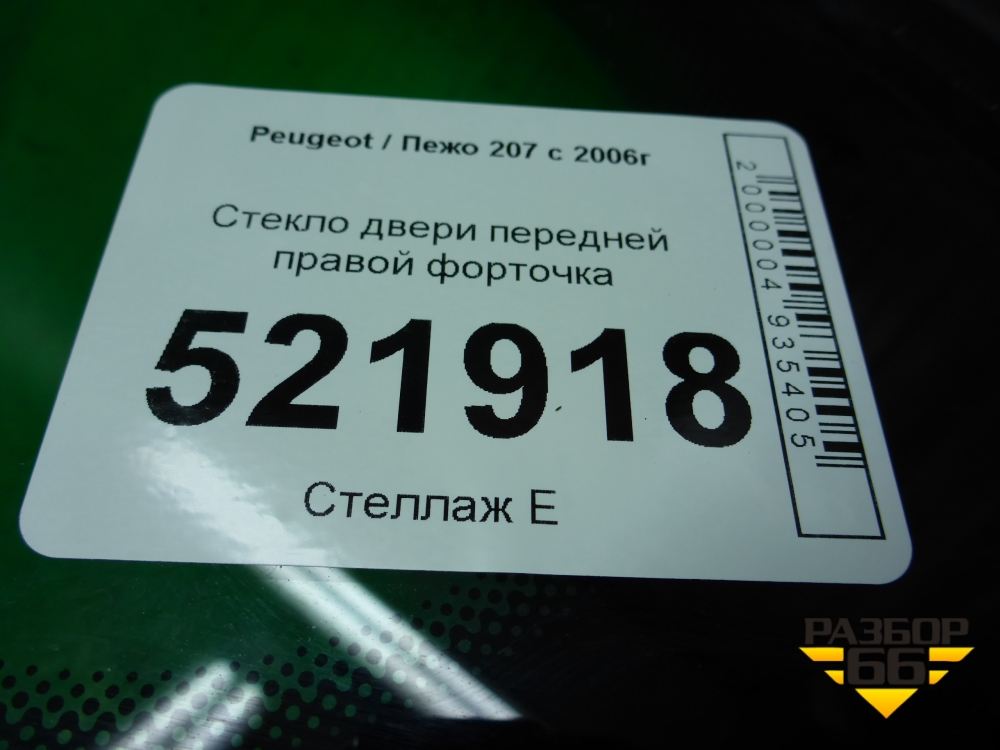 Peugeot / Пежо 207 с 2006г
Стекло двери передней
правой форточка
521918
Стеллаж Е
2000004935405
РАЗБОР
66